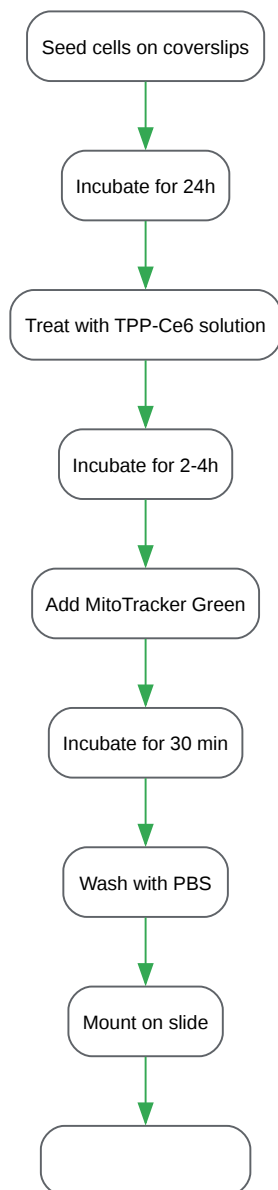 Seed cells on coverslips
Incubate for 24h
Treat with TPP-Ce6 solution
Incubate for 2-4h
Add MitoTracker Green
Incubate for 30 min
Wash with PBS
Mount on slide